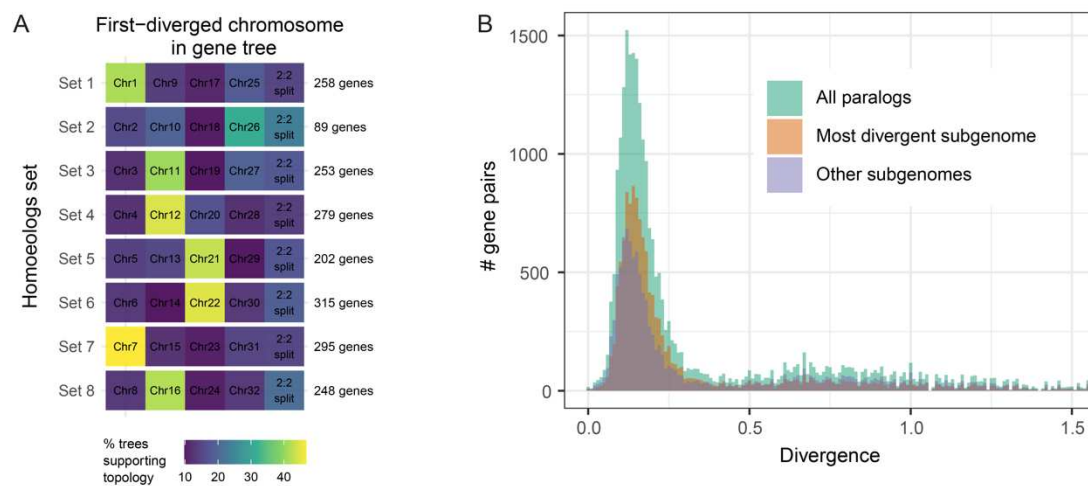 A
First−diverged chromosome
in gene tree
Homoeologs set
Set 1 Chr1 Chr9 Chr17 Chr25 2:2 split 258 genes
Set 2 Chr2 Chr10 Chr18 Chr26 2:2 split 89 genes
Set 3 Chr3 Chr11 Chr19 Chr27 2:2 split 253 genes
Set 4 Chr4 Chr12 Chr20 Chr28 2:2 split 279 genes
Set 5 Chr5 Chr13 Chr21 Chr29 2:2 split 202 genes
Set 6 Chr6 Chr14 Chr22 Chr30 2:2 split 315 genes
Set 7 Chr7 Chr15 Chr23 Chr31 2:2 split 295 genes
Set 8 Chr8 Chr16 Chr24 Chr32 2:2 split 248 genes
% trees
supporting
topology
10 20 30 40
B
# gene pairs
1500
1000
500
0
All paralogs
Most divergent subgenome
Other subgenomes
0.0 0.5 1.0 1.5
Divergence